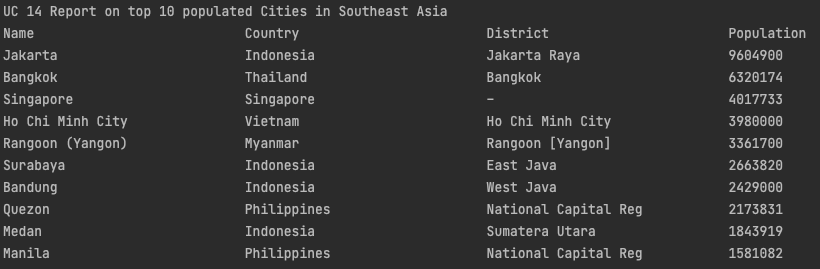 UC 14 Report on top 10 populated Cities in Southeast Asia
Name Country District Population
Jakarta Indonesia Jakarta Raya 9604900
Bangkok Thailand Bangkok 6320174
Singapore Singapore – 4017733
Ho Chi Minh City Vietnam Ho Chi Minh City 3980000
Rangoon (Yangon) Myanmar Rangoon [Yangon] 3361700
Surabaya Indonesia East Java 2663820
Bandung Indonesia West Java 2429000
Quezon Philippines National Capital Reg 2173831
Medan Indonesia Sumatera Utara 1843919
Manila Philippines National Capital Reg 1581082